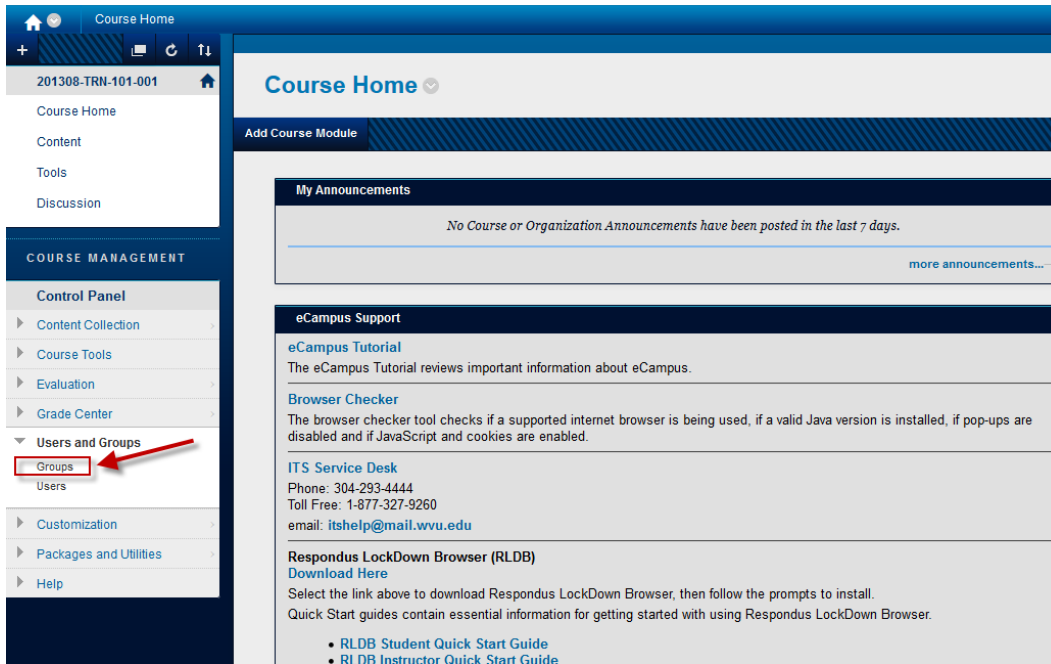 Course Home
201308-TRN-101-001
Course Home
Content
Tools
Discussion
COURSE MANAGEMENT
Control Panel
Content Collection
Course Tools
Evaluation
Grade Center
Users and Groups
Groups
Users
Customization
Packages and Utilities
Help
Course Home
Add Course Module
My Announcements
No Course or Organization Announcements have been posted in the last 7 days.
more announcements...
eCampus Support
eCampus Tutorial
The eCampus Tutorial reviews important information about eCampus.
Browser Checker
The browser checker tool checks if a supported internet browser is being used, if a valid Java version is installed, if pop-ups are
disabled and if JavaScript and cookies are enabled.
ITS Service Desk
Phone: 304-293-4444
Toll Free: 1-877-327-9260
email: itshelp@mail.wvu.edu
Respondus LockDown Browser (RLDB)
Download Here
Select the link above to download Respondus LockDown Browser, then follow the prompts to install.
Quick Start guides contain essential information for getting started with using Respondus LockDown Browser.
• RLDB Student Quick Start Guide
• RLDB Instructor Quick Start Guide